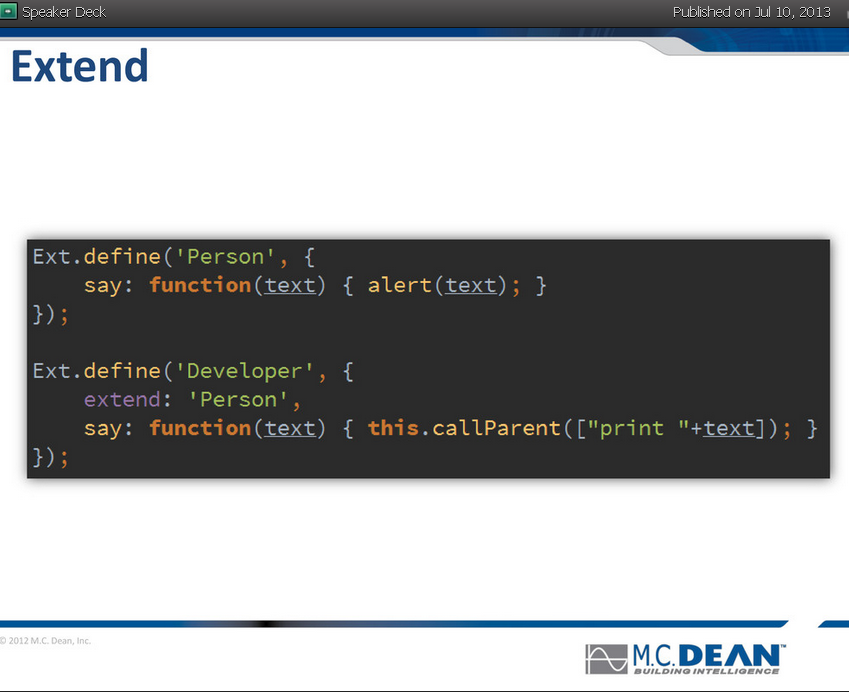 Speaker Deck
Published on Jul 10, 2013
Extend
Ext.define('Person', {
    say: function(text) { alert(text); }
});

Ext.define('Developer', {
    extend: 'Person',
    say: function(text) { this.callParent(["print "+text]); }
});
© 2012 M.C. Dean, Inc.
M.C. DEAN™
BUILDING INTELLIGENCE